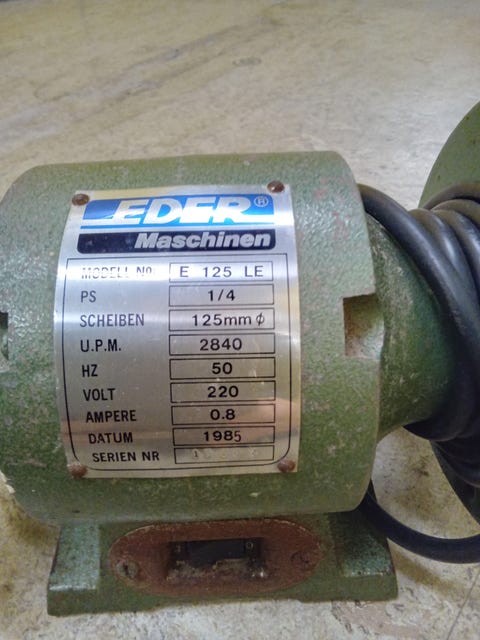 EDER®
Maschinen
MODELL NO. E 125 LE
PS 1/4
SCHEIBEN 125mm ϕ
U.P.M. 2840
HZ 50
VOLT 220
AMPERE 0.8
DATUM 1985
SERIEN NR